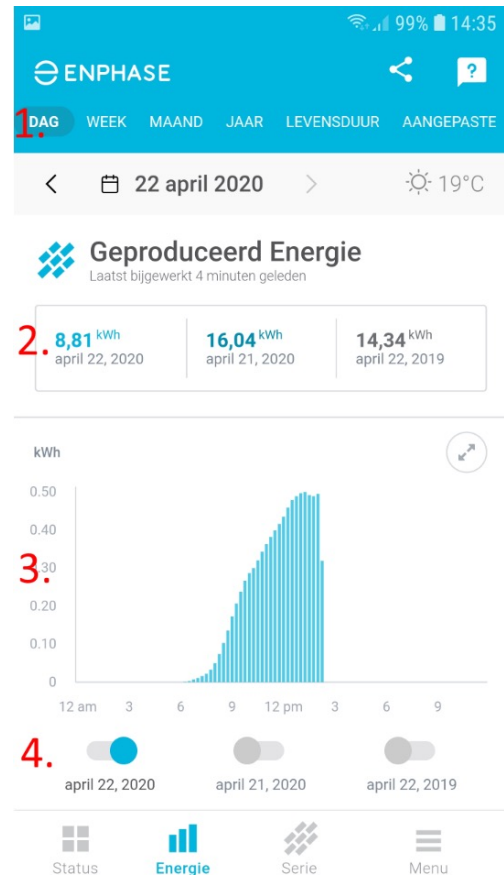 99% 14:35
ENPHASE
?
1. DAG WEEK MAAND JAAR LEVENSDUUR AANGEPASTE
22 april 2020 19°C
Geproduceerd Energie
Laatst bijgewerkt 4 minuten geleden
2. 8,81 kWh 16,04 kWh 14,34 kWh
april 22, 2020 april 21, 2020 april 22, 2019
kWh
0.50
0.40
3. 0.30
0.20
0.10
0
12 am 3 6 9 12 pm 3 6 9
4.
april 22, 2020 april 21, 2020 april 22, 2019
Status Energie Serie Menu